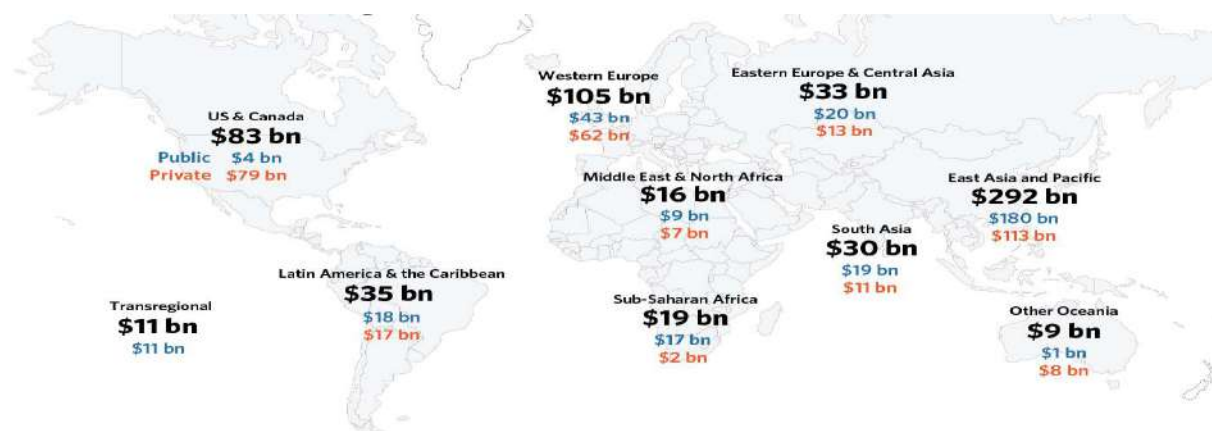 Western Europe
$105 bn
$43 bn
$62 bn
Eastern Europe & Central Asia
$33 bn
$20 bn
$13 bn
US & Canada
$83 bn
Public $4 bn
Private $79 bn
Middle East & North Africa
$16 bn
$9 bn
$7 bn
East Asia and Pacific
$292 bn
$180 bn
$113 bn
South Asia
$30 bn
$19 bn
$11 bn
Latin America & the Caribbean
$35 bn
$18 bn
$17 bn
Sub-Saharan Africa
$19 bn
$17 bn
$2 bn
Transregional
$11 bn
$11 bn
Other Oceania
$9 bn
$1 bn
$8 bn